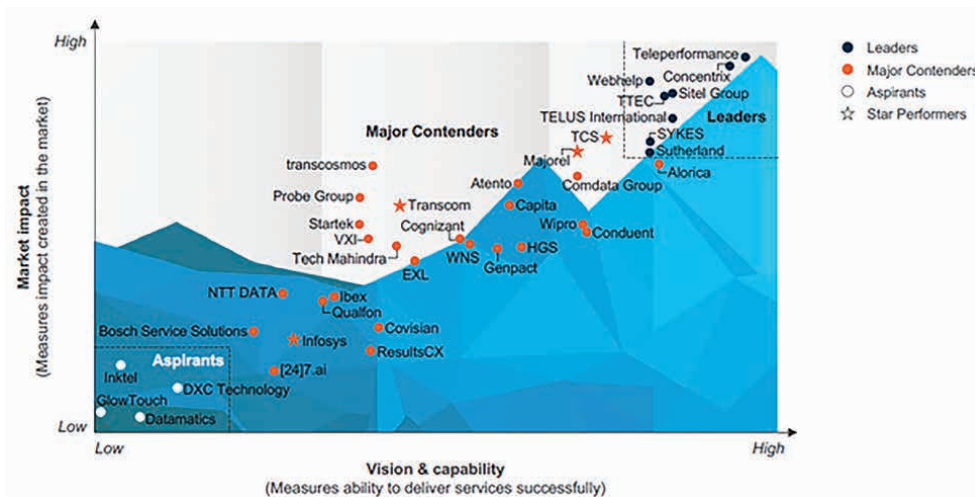 High
Market impact
(Measures impact created in the market)
Low
Low
High
Vision & capability
(Measures ability to deliver services successfully)
Leaders
Major Contenders
Aspirants
Star Performers
Teleperformance
Concentrix
Webhelp
Sitel Group
TTEC
TELUS International
Leaders
SYKES
Sutherland
TCS
Majorel
Alorica
Comdata Group
Major Contenders
transcosmos
Probe Group
Transcom
Startek
VXI
Tech Mahindra
Cognizant
EXL
WNS
Atento
Capita
Genpact
HGS
Wipro
Conduent
NTT DATA
Ibex
Qualfon
Bosch Service Solutions
Infosys
Covisian
ResultsCX
[24]7.ai
Aspirants
Inktel
DXC Technology
GlowTouch
Datamatics